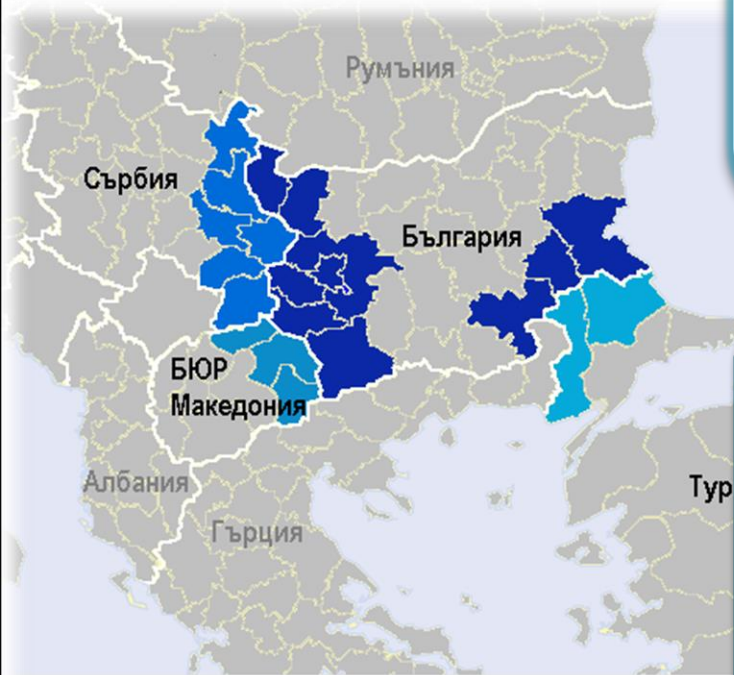 Румъния
Сърбия
България
БЮР
Македония
Албания
Гърция
Тур